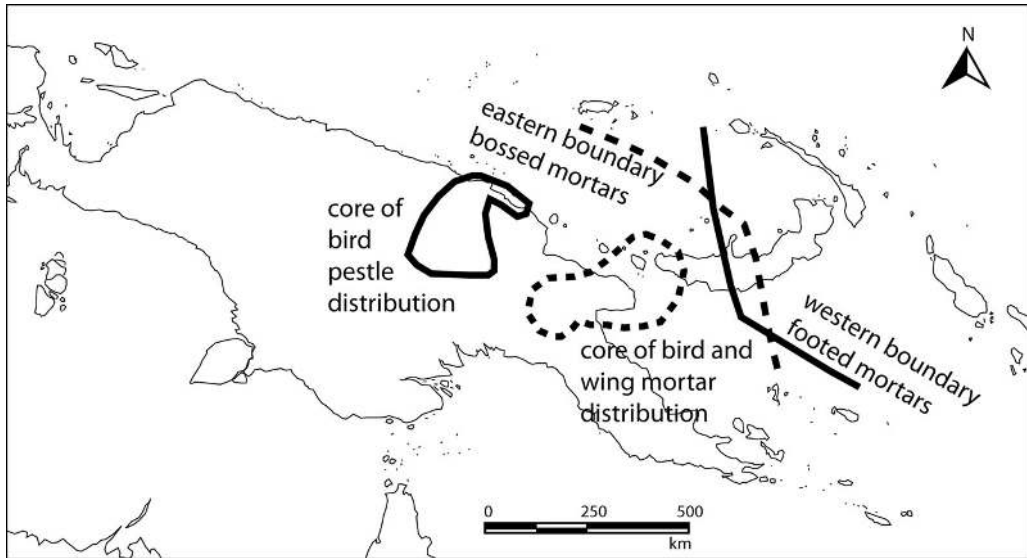 N
eastern boundary
bossed mortars
core of
bird
pestle
distribution
western boundary
footed mortars
core of bird and
wing mortar
distribution
0 250 500
km